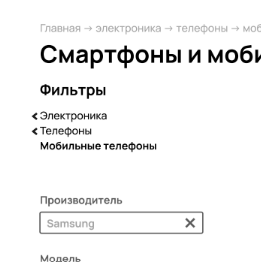 Главная → электроника → телефоны → моб
Смартфоны и моби
Фильтры
Электроника
Телефоны
Мобильные телефоны
Производитель
Samsung
Модель